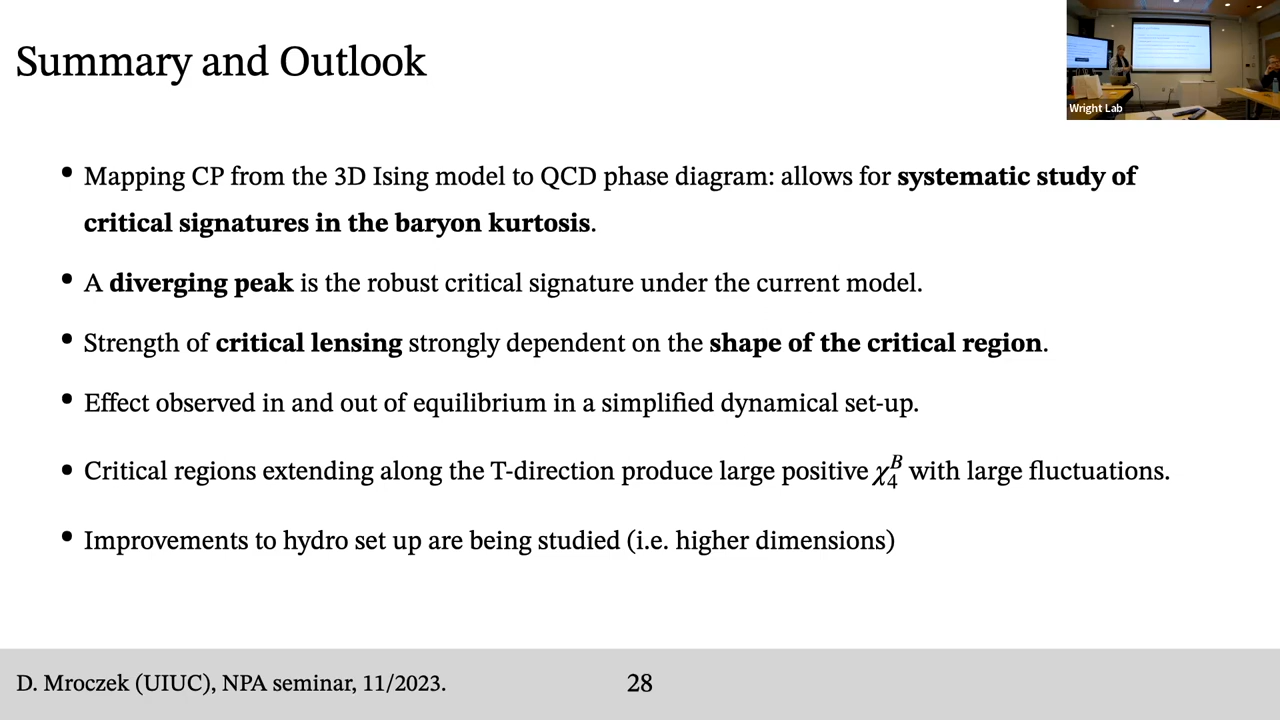 Summary and Outlook
Wright Lab
• Mapping CP from the 3D Ising model to QCD phase diagram: allows for systematic study of
critical signatures in the baryon kurtosis.
• A diverging peak is the robust critical signature under the current model.
• Strength of critical lensing strongly dependent on the shape of the critical region.
• Effect observed in and out of equilibrium in a simplified dynamical set-up.
• Critical regions extending along the T-direction produce large positive χ₄ᴮ with large fluctuations.
• Improvements to hydro set up are being studied (i.e. higher dimensions)
D. Mroczek (UIUC), NPA seminar, 11/2023.
28